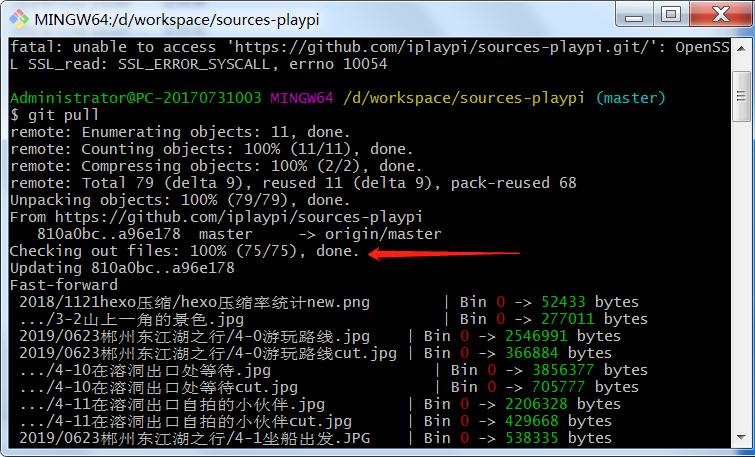 MINGW64:/d/workspace/sources-playpi
fatal: unable to access 'https://github.com/iplaypi/sources-playpi.git/': OpenSS
L SSL_read: SSL_ERROR_SYSCALL, errno 10054
Administrator@PC-20170731003 MINGW64 /d/workspace/sources-playpi (master)
$ git pull
remote: Enumerating objects: 11, done.
remote: Counting objects: 100% (11/11), done.
remote: Compressing objects: 100% (2/2), done.
remote: Total 79 (delta 9), reused 11 (delta 9), pack-reused 68
Unpacking objects: 100% (79/79), done.
From https://github.com/iplaypi/sources-playpi
   810a0bc..a96e178  master     -> origin/master
Checking out files: 100% (75/75), done.
Updating 810a0bc..a96e178
Fast-forward
 2018/1121hexo压缩/hexo压缩率统计new.png | Bin 0 -> 52433 bytes
 .../3-2山上一角的景色.jpg | Bin 0 -> 277011 bytes
 2019/0623郴州东江湖之行/4-0游玩路线.jpg | Bin 0 -> 2546991 bytes
 2019/0623郴州东江湖之行/4-0游玩路线cut.jpg | Bin 0 -> 366884 bytes
 .../4-10在溶洞出口处等待.jpg | Bin 0 -> 3856377 bytes
 .../4-10在溶洞出口处等待cut.jpg | Bin 0 -> 705777 bytes
 .../4-11在溶洞出口自拍的小伙伴.jpg | Bin 0 -> 2206328 bytes
 .../4-11在溶洞出口自拍的小伙伴cut.jpg | Bin 0 -> 429668 bytes
 2019/0623郴州东江湖之行/4-1坐船出发.JPG | Bin 0 -> 538335 bytes